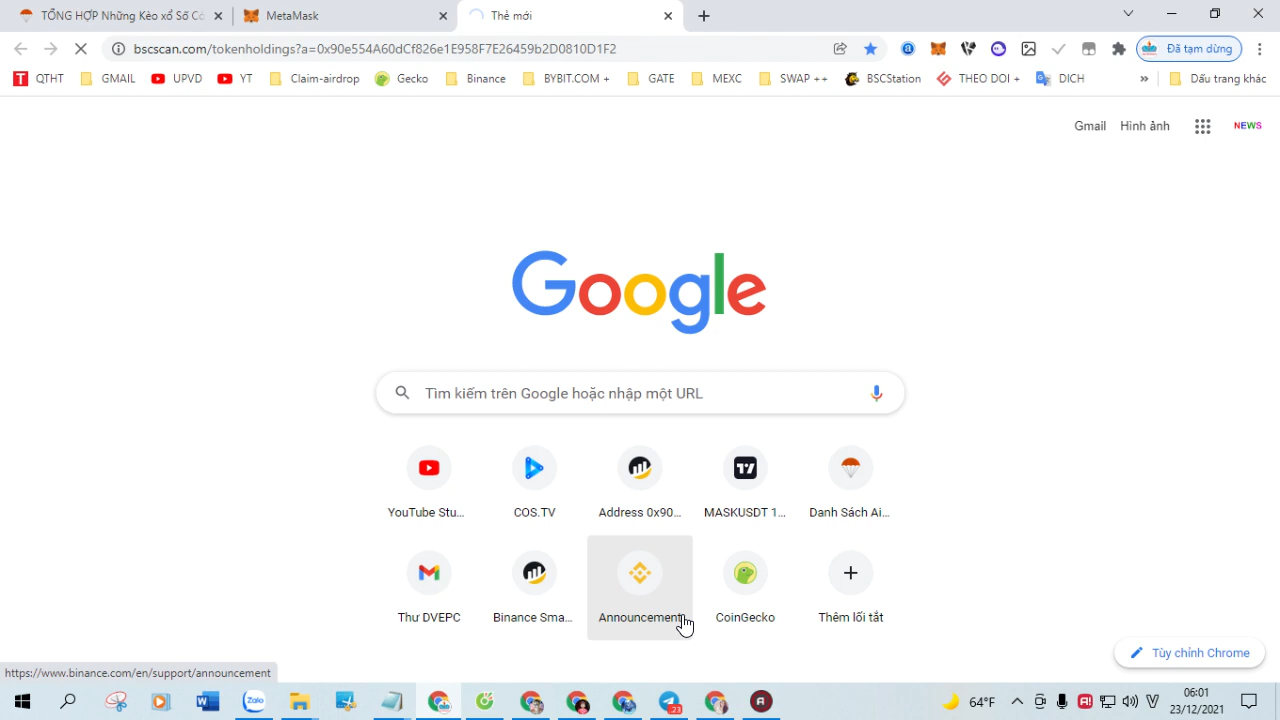 TỔNG HỢP Những Kèo xổ Số Có
MetaMask
Thẻ mới
bscscan.com/tokenholdings?a=0x90e554A60dCf826e1E958F7E26459b2D0810D1F2
Đã tạm dừng
QTHT
GMAIL
UPVD
YT
Claim-airdrop
Gecko
Binance
BYBIT.COM +
GATE
MEXC
SWAP ++
BSCStation
THEO DOI +
DICH
»
Dấu trang khác
Gmail
Hình ảnh
NEWS
Google
Tìm kiếm trên Google hoặc nhập một URL
YouTube Stu...
COS.TV
Address 0x90...
MASKUSDT 1...
Danh Sách Ai...
Thư DVEPC
Binance Sma...
Announcement
CoinGecko
Thêm lối tắt
Tùy chỉnh Chrome
https://www.binance.com/en/support/announcement
Zalo
23
64°F
06:01
23/12/2021